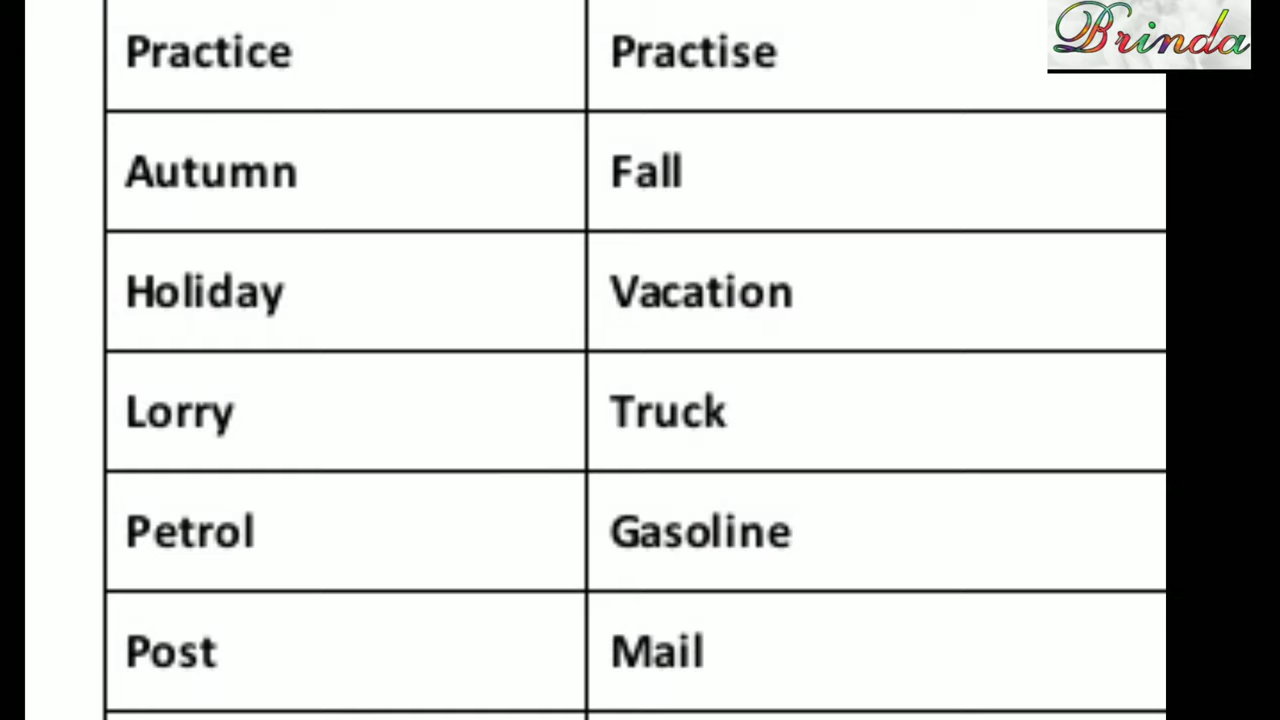 Brinda
Practice Practise
Autumn Fall
Holiday Vacation
Lorry Truck
Petrol Gasoline
Post Mail